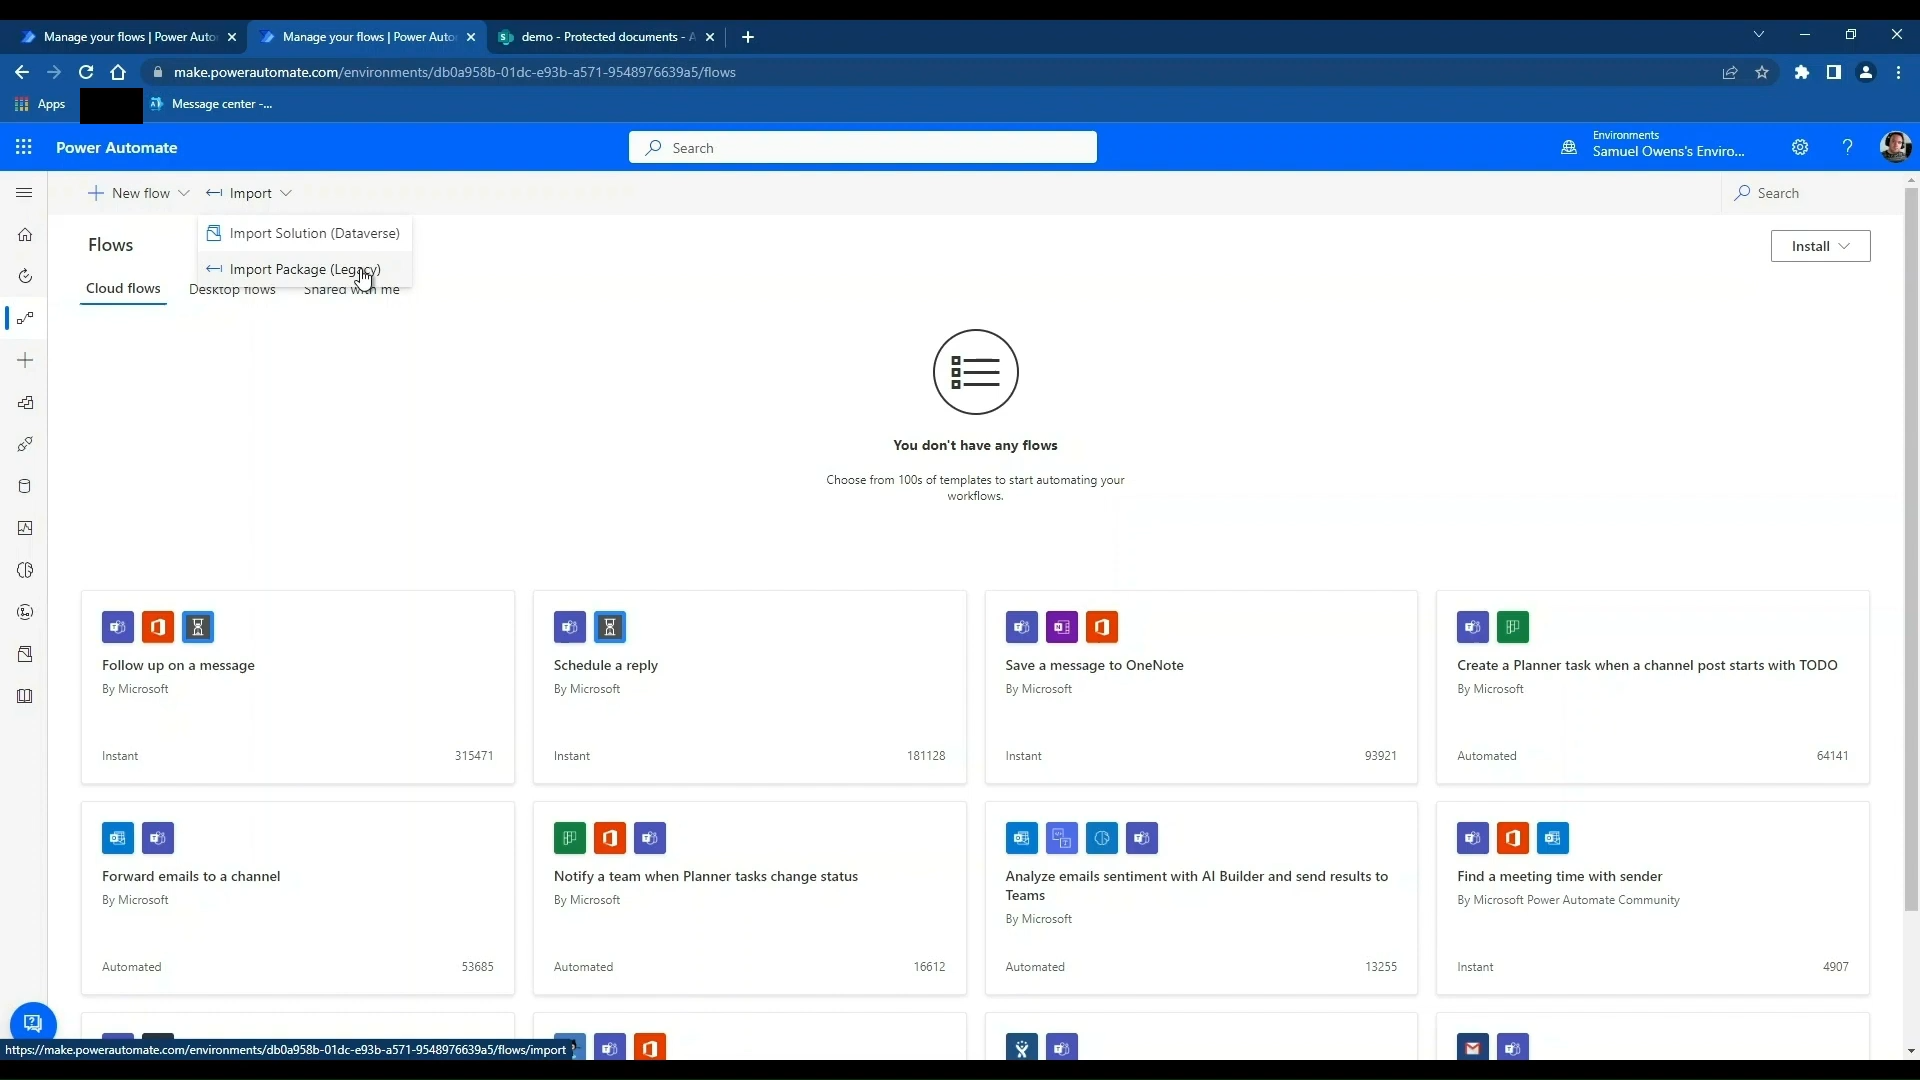 Manage your flows | Power Auto
Manage your flows | Power Auto
demo - Protected documents - A
make.powerautomate.com/environments/db0a958b-01dc-e93b-a571-9548976639a5/flows
Apps
Message center -...
Power Automate
Search
Environments
Samuel Owens's Enviro...
New flow
Import
Search
Import Solution (Dataverse)
Flows
Install
Import Package (Legacy)
Cloud flows
Desktop flows
Shared with me
You don't have any flows
Choose from 100s of templates to start automating your
workflows.
Follow up on a message
By Microsoft
Instant
315471
Schedule a reply
By Microsoft
Instant
181128
Save a message to OneNote
By Microsoft
Instant
93921
Create a Planner task when a channel post starts with TODO
By Microsoft
Automated
64141
Forward emails to a channel
By Microsoft
Automated
53685
Notify a team when Planner tasks change status
By Microsoft
Automated
16612
Analyze emails sentiment with AI Builder and send results to
Teams
By Microsoft
Automated
13255
Find a meeting time with sender
By Microsoft Power Automate Community
Instant
4907
https://make.powerautomate.com/environments/db0a958b-01dc-e93b-a571-9548976639a5/flows/import